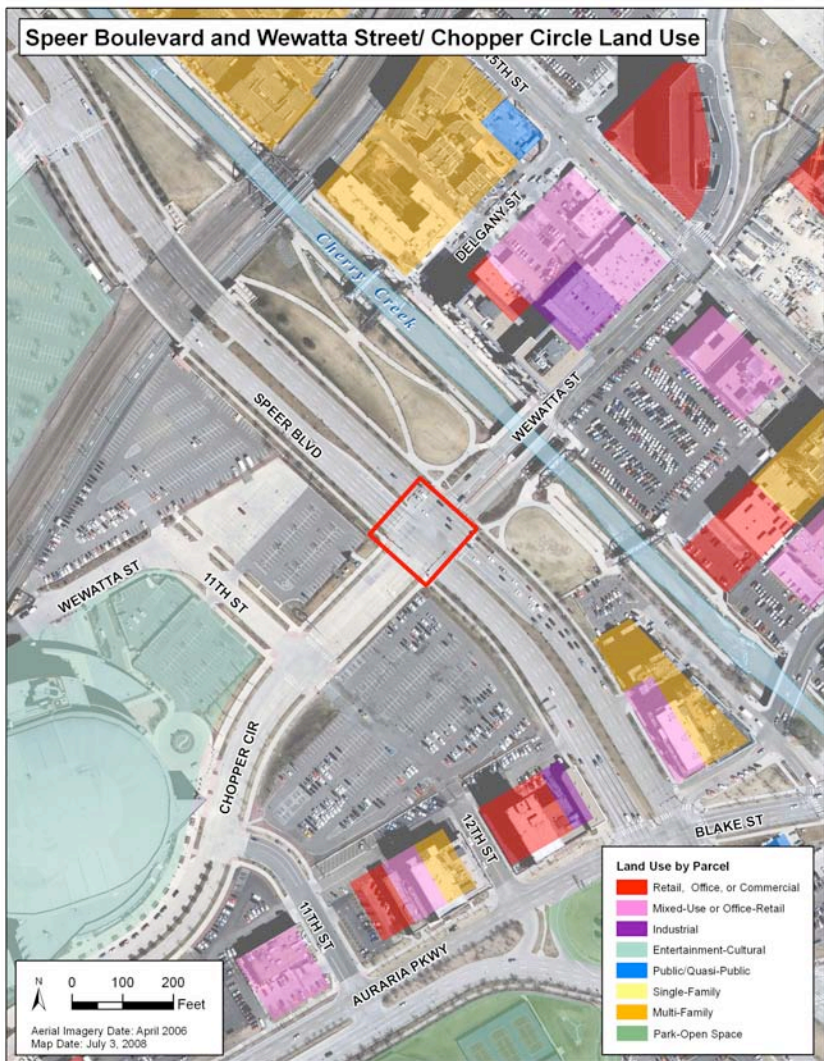 Speer Boulevard and Wewatta Street/ Chopper Circle Land Use
15TH ST
DELGANY ST
Cherry Creek
WEWATTA ST
SPEER BLVD
WEWATTA ST
11TH ST
CHOPPER CIR
12TH ST
BLAKE ST
11TH ST
AURARIA PKWY
N
0 100 200
Feet
Aerial Imagery Date: April 2006
Map Date: July 3, 2008
Land Use by Parcel
Retail, Office, or Commercial
Mixed-Use or Office-Retail
Industrial
Entertainment-Cultural
Public/Quasi-Public
Single-Family
Multi-Family
Park-Open Space